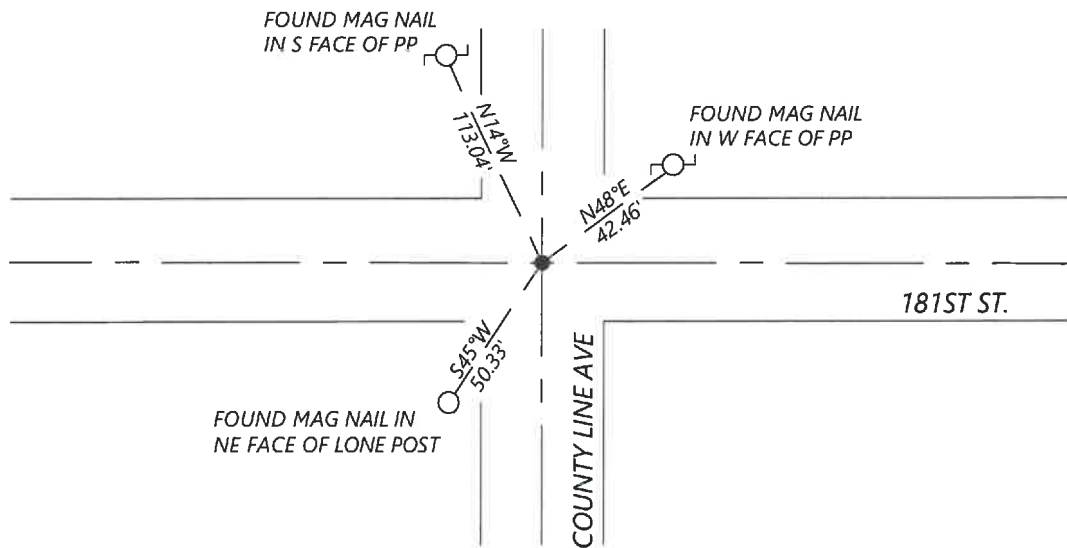 FOUND MAG NAIL
IN S FACE OF PP
N14°W
113.04'
FOUND MAG NAIL
IN W FACE OF PP
N48°E
42.46'
181ST ST.
S45°W
50.33'
COUNTY LINE AVE
FOUND MAG NAIL IN
NE FACE OF LONE POST